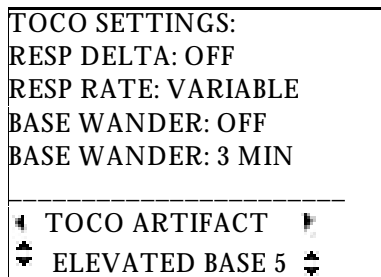 TOCO SETTINGS:
RESP DELTA: OFF
RESP RATE: VARIABLE
BASE WANDER: OFF
BASE WANDER: 3 MIN
TOCO ARTIFACT
ELEVATED BASE 5